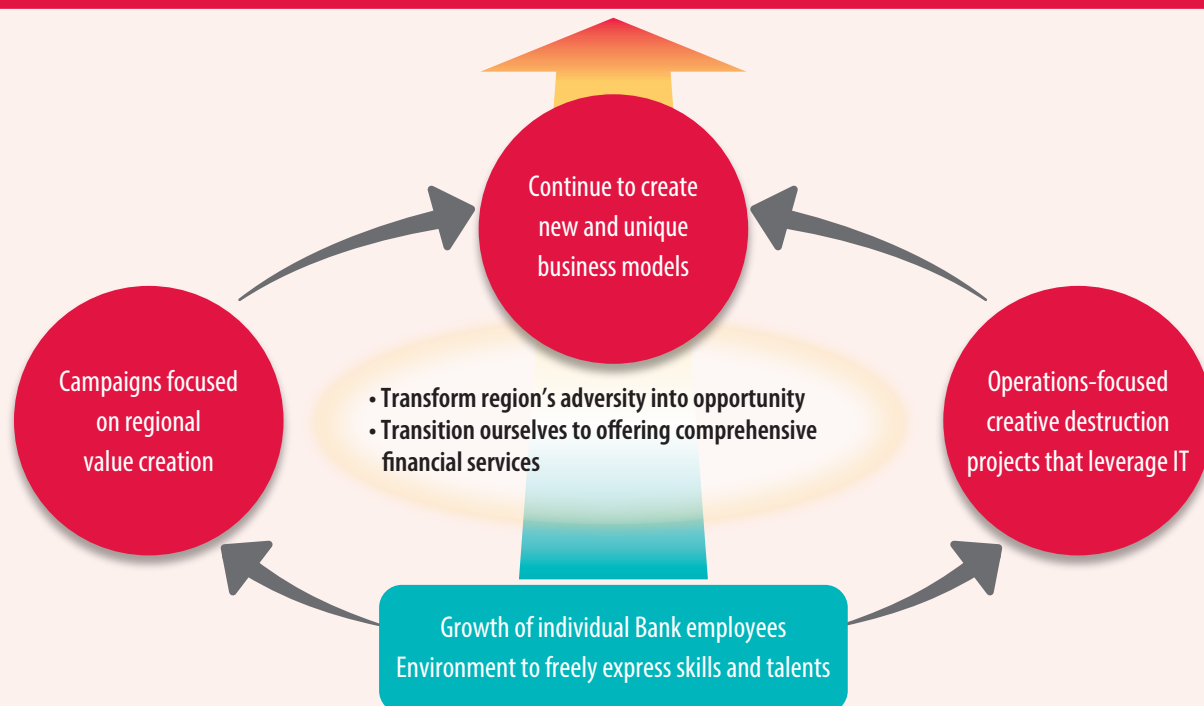 Continue to create
new and unique
business models
Campaigns focused
on regional
value creation
• Transform region’s adversity into opportunity
• Transition ourselves to offering comprehensive
financial services
Operations-focused
creative destruction
projects that leverage IT
Growth of individual Bank employees
Environment to freely express skills and talents